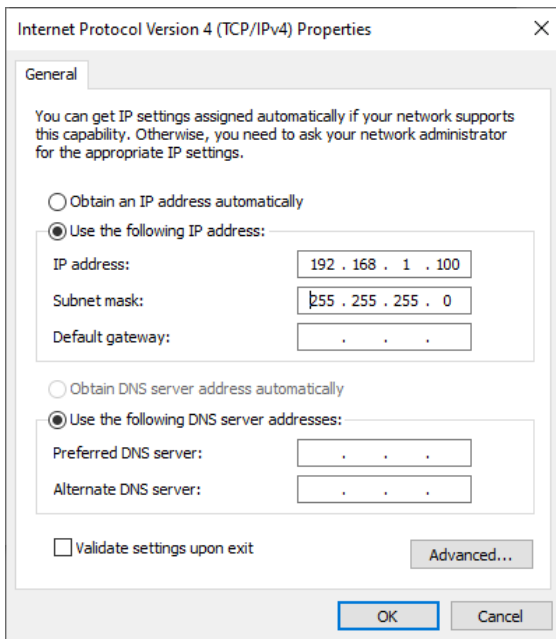 Internet Protocol Version 4 (TCP/IPv4) Properties
General
You can get IP settings assigned automatically if your network supports
this capability. Otherwise, you need to ask your network administrator
for the appropriate IP settings.
Obtain an IP address automatically
Use the following IP address:
IP address: 192 . 168 . 1 . 100
Subnet mask: 255 . 255 . 255 . 0
Default gateway: . . .
Obtain DNS server address automatically
Use the following DNS server addresses:
Preferred DNS server: . . .
Alternate DNS server: . . .
Validate settings upon exit
Advanced...
OK Cancel